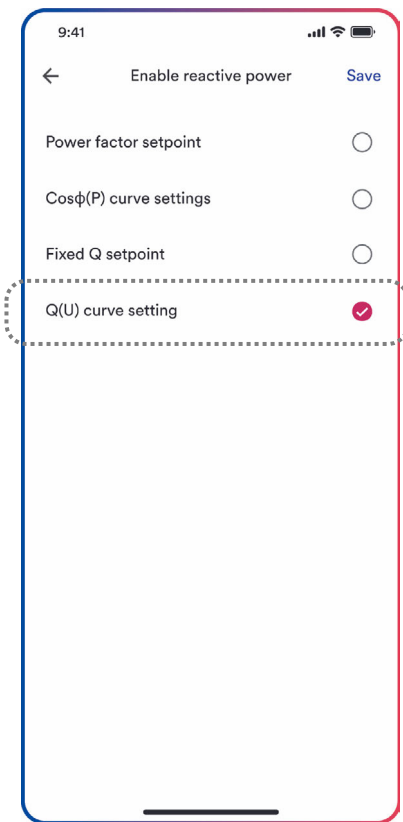 9:41
Enable reactive power Save
Power factor setpoint
Cosϕ(P) curve settings
Fixed Q setpoint
Q(U) curve setting